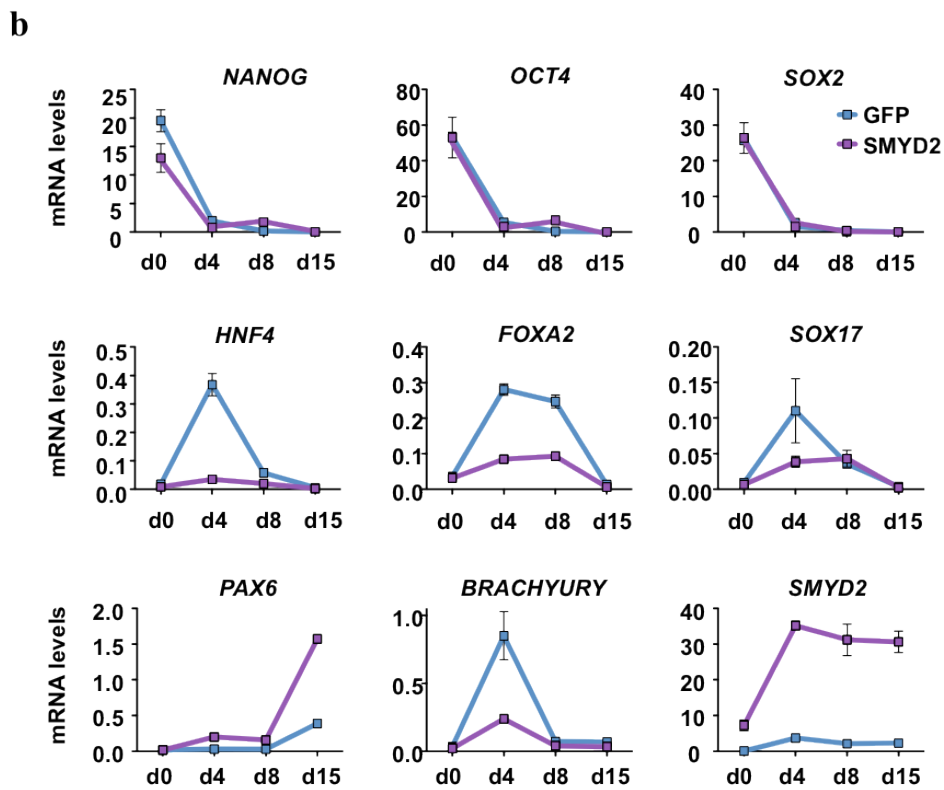 b
NANOG OCT4 SOX2
mRNA levels
25
20
15
10
5
0
d0 d4 d8 d15
80
60
40
20
0
d0 d4 d8 d15
40
30
20
10
0
d0 d4 d8 d15
GFP
SMYD2
HNF4 FOXA2 SOX17
mRNA levels
0.5
0.4
0.3
0.2
0.1
0.0
d0 d4 d8 d15
0.4
0.3
0.2
0.1
0.0
d0 d4 d8 d15
0.20
0.15
0.10
0.05
0.00
d0 d4 d8 d15
PAX6 BRACHYURY SMYD2
mRNA levels
2.0
1.5
1.0
0.5
0.0
d0 d4 d8 d15
1.0
0.5
0.0
d0 d4 d8 d15
40
30
20
10
0
d0 d4 d8 d15